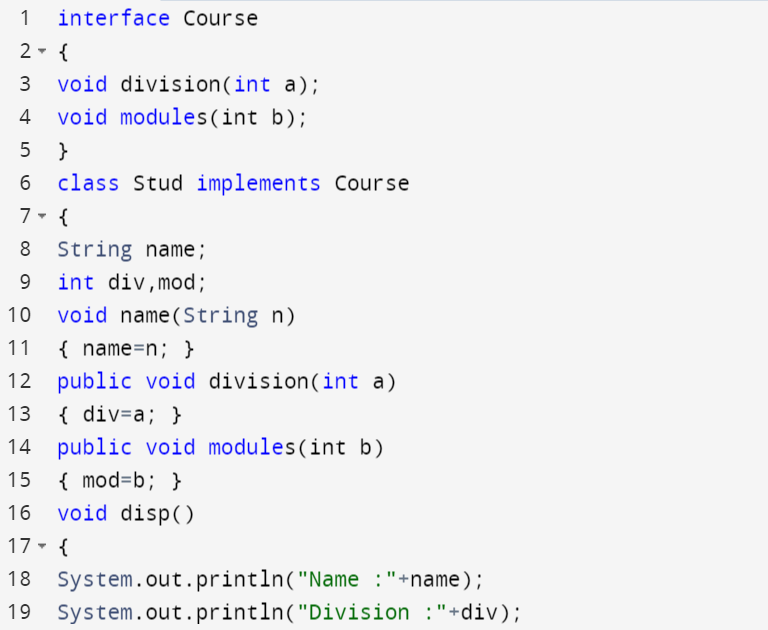 1 interface Course
2 {
3 void division(int a);
4 void modules(int b);
5 }
6 class Stud implements Course
7 {
8 String name;
9 int div,mod;
10 void name(String n)
11 { name=n; }
12 public void division(int a)
13 { div=a; }
14 public void modules(int b)
15 { mod=b; }
16 void disp()
17 {
18 System.out.println("Name :"+name);
19 System.out.println("Division :"+div);